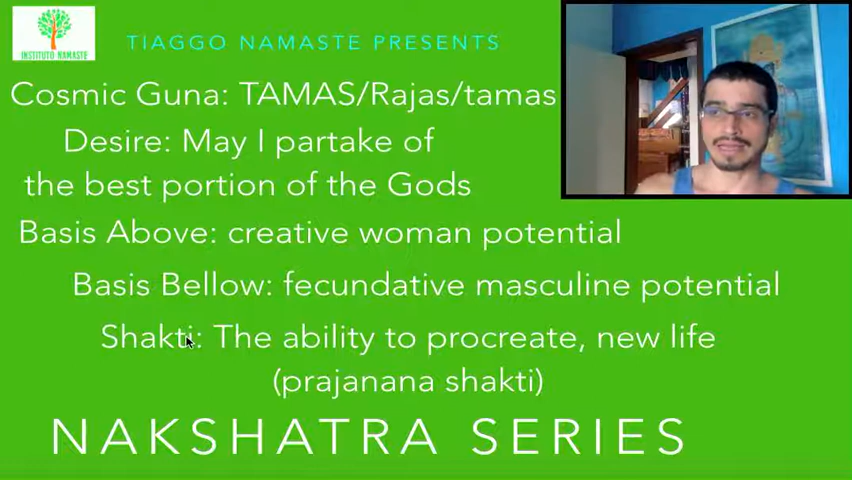 INSTITUTO NAMASTE
TIAGGO NAMASTE PRESENTS
Cosmic Guna: TAMAS/Rajas/tamas
Desire: May I partake of
the best portion of the Gods
Basis Above: creative woman potential
Basis Bellow: fecundative masculine potential
Shakti: The ability to procreate, new life
(prajanana shakti)
NAKSHATRA SERIES